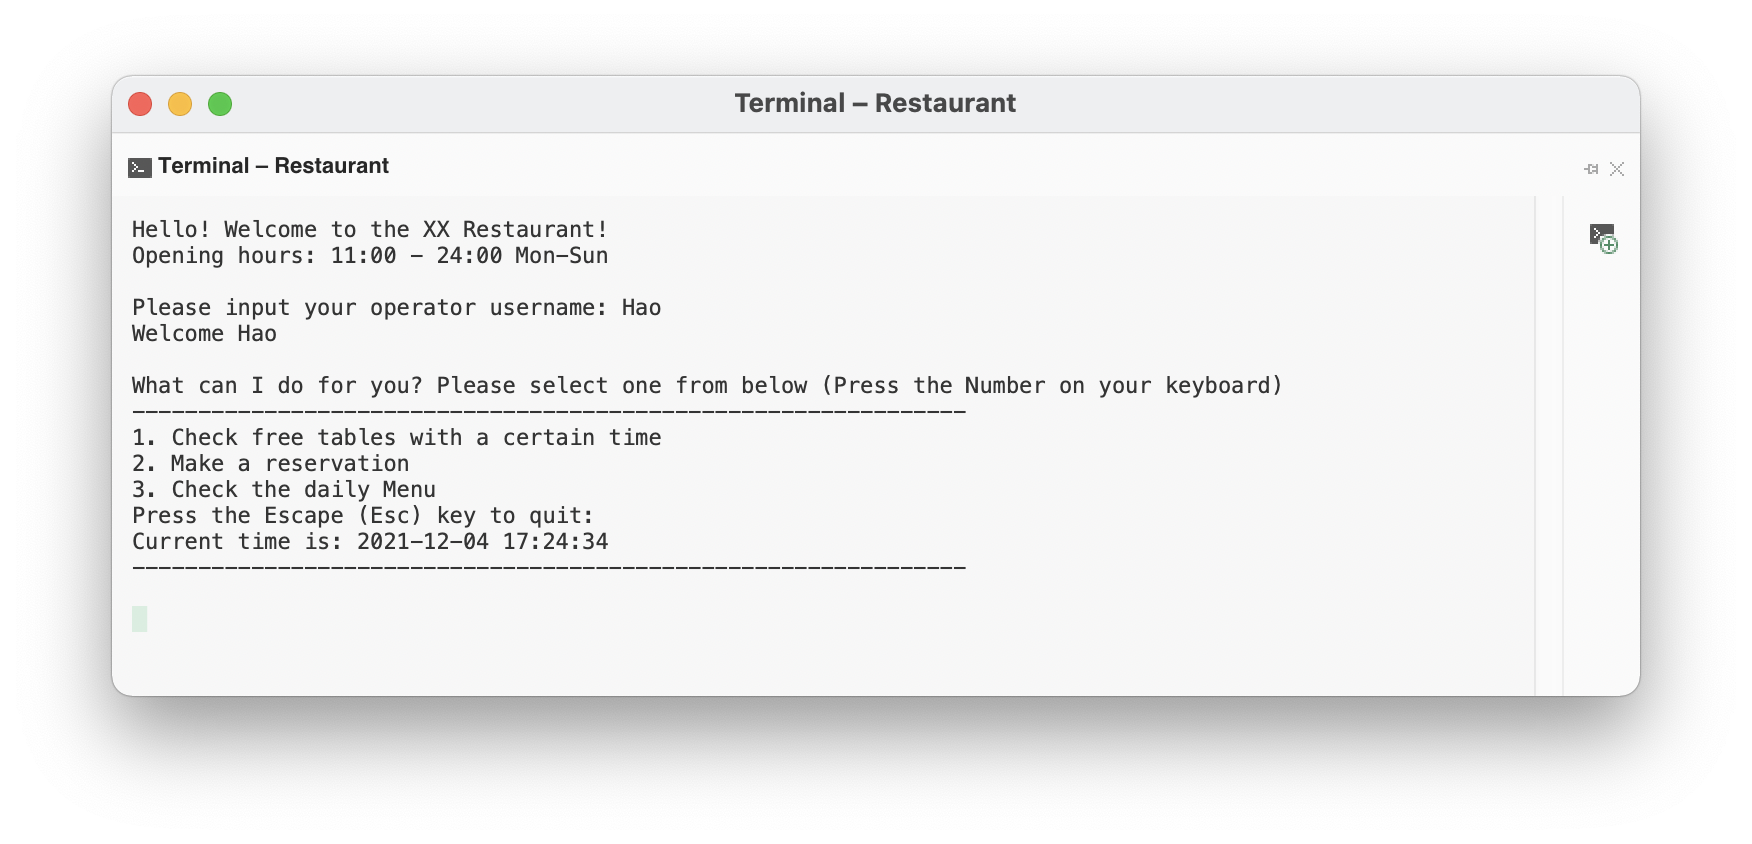 Terminal – Restaurant
Terminal – Restaurant
Hello! Welcome to the XX Restaurant!
Opening hours: 11:00 - 24:00 Mon-Sun
Please input your operator username: Hao
Welcome Hao
What can I do for you? Please select one from below (Press the Number on your keyboard)
---------------------------------------------------------------
1. Check free tables with a certain time
2. Make a reservation
3. Check the daily Menu
Press the Escape (Esc) key to quit:
Current time is: 2021-12-04 17:24:34
---------------------------------------------------------------